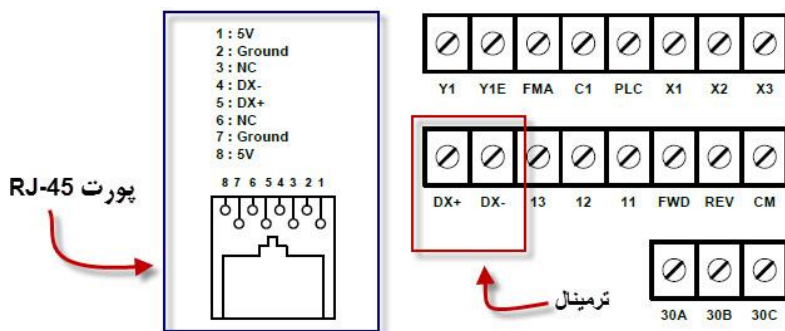 1 : 5V
2 : Ground
3 : NC
4 : DX-
5 : DX+
6 : NC
7 : Ground
8 : 5V
8 7 6 5 4 3 2 1
پورت RJ-45
Y1 Y1E FMA C1 PLC X1 X2 X3
DX+ DX- 13 12 11 FWD REV CM
ترمینال
30A 30B 30C